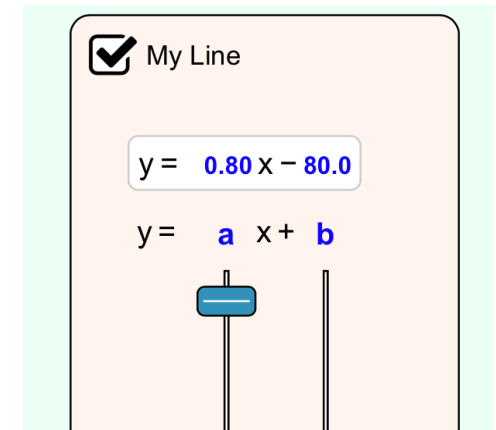 My Line
y = 0.80 x − 80.0
y = a x + b